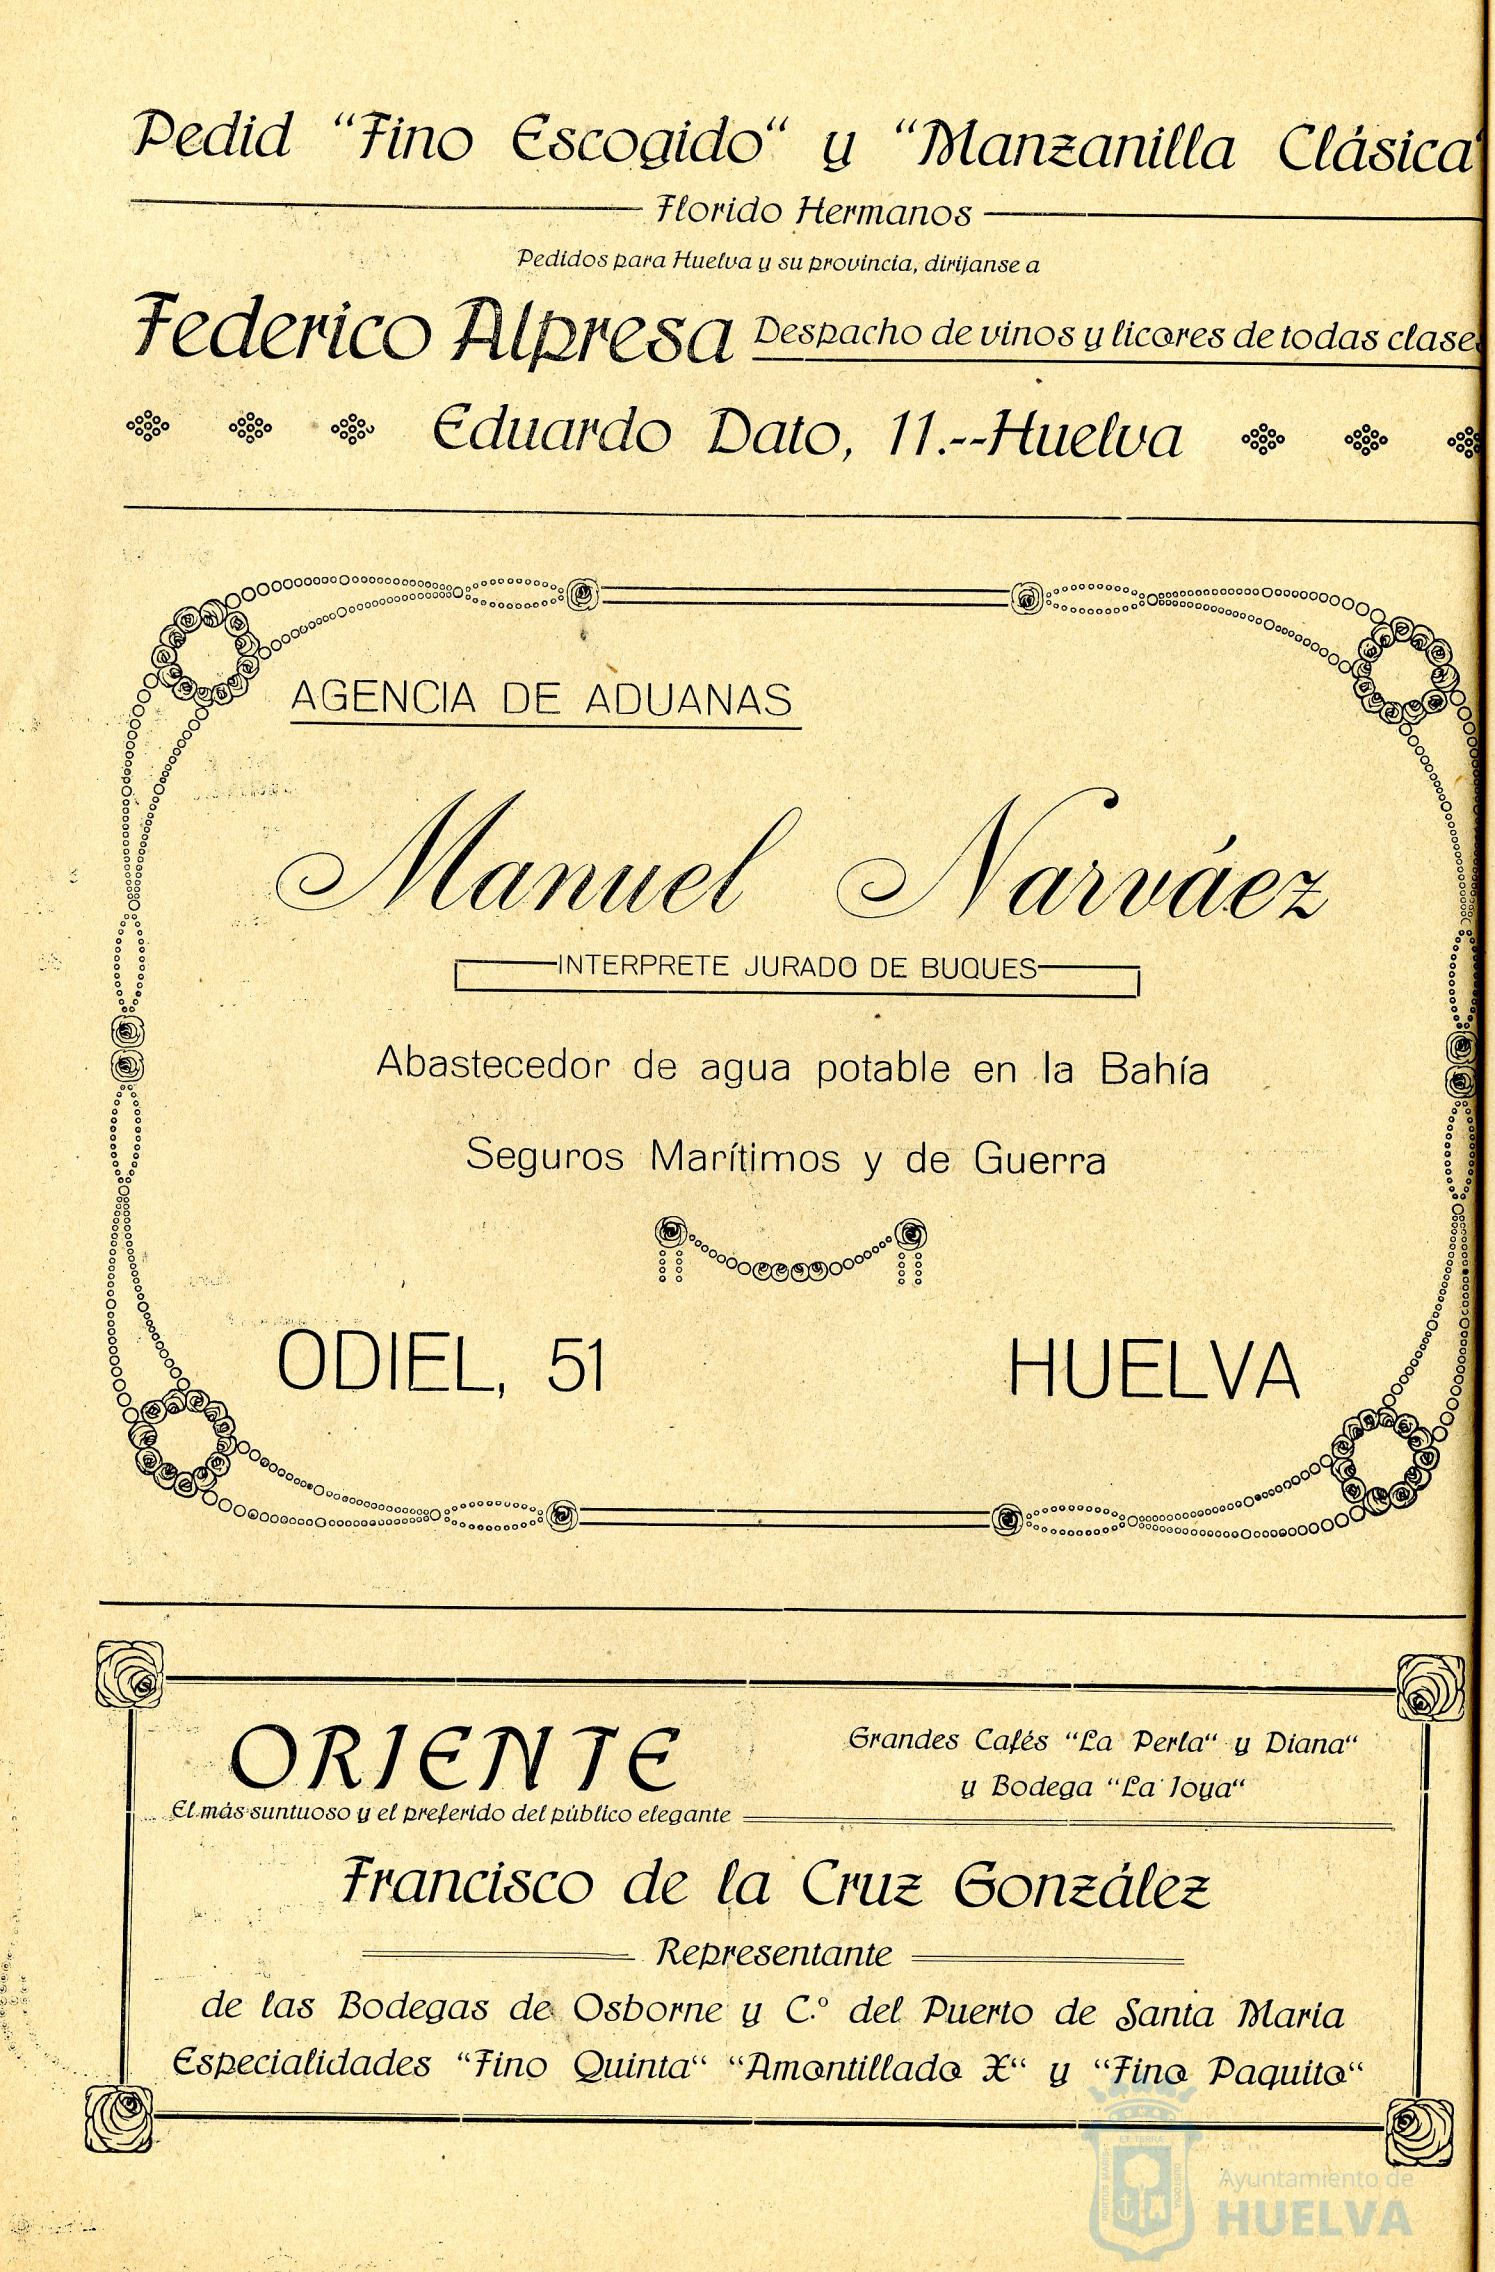 Pedid "Fino Escogido" y "Manzanilla Clásica"
Florido Hermanos
Pedidos para Huelva y su provincia, dirijanse a
Federico Alpresa Despacho de vinos y licores de todas clases
Eduardo Dato, 11.--Huelva
AGENCIA DE ADUANAS
Manuel Narváez
INTERPRETE JURADO DE BUQUES
Abastecedor de agua potable en la Bahía
Seguros Marítimos y de Guerra
ODIEL, 51 HUELVA
ORIENTE
El más suntuoso y el preferido del público elegante
Grandes Cafés "La Perla" y Diana"
y Bodega "La Joya"
Francisco de la Cruz González
Representante
de las Bodegas de Osborne y C.º del Puerto de Santa Maria
Especialidades "Fino Quinta" "Amontillado X" y "Fino Paquito"
Ayuntamiento de
HUELVA